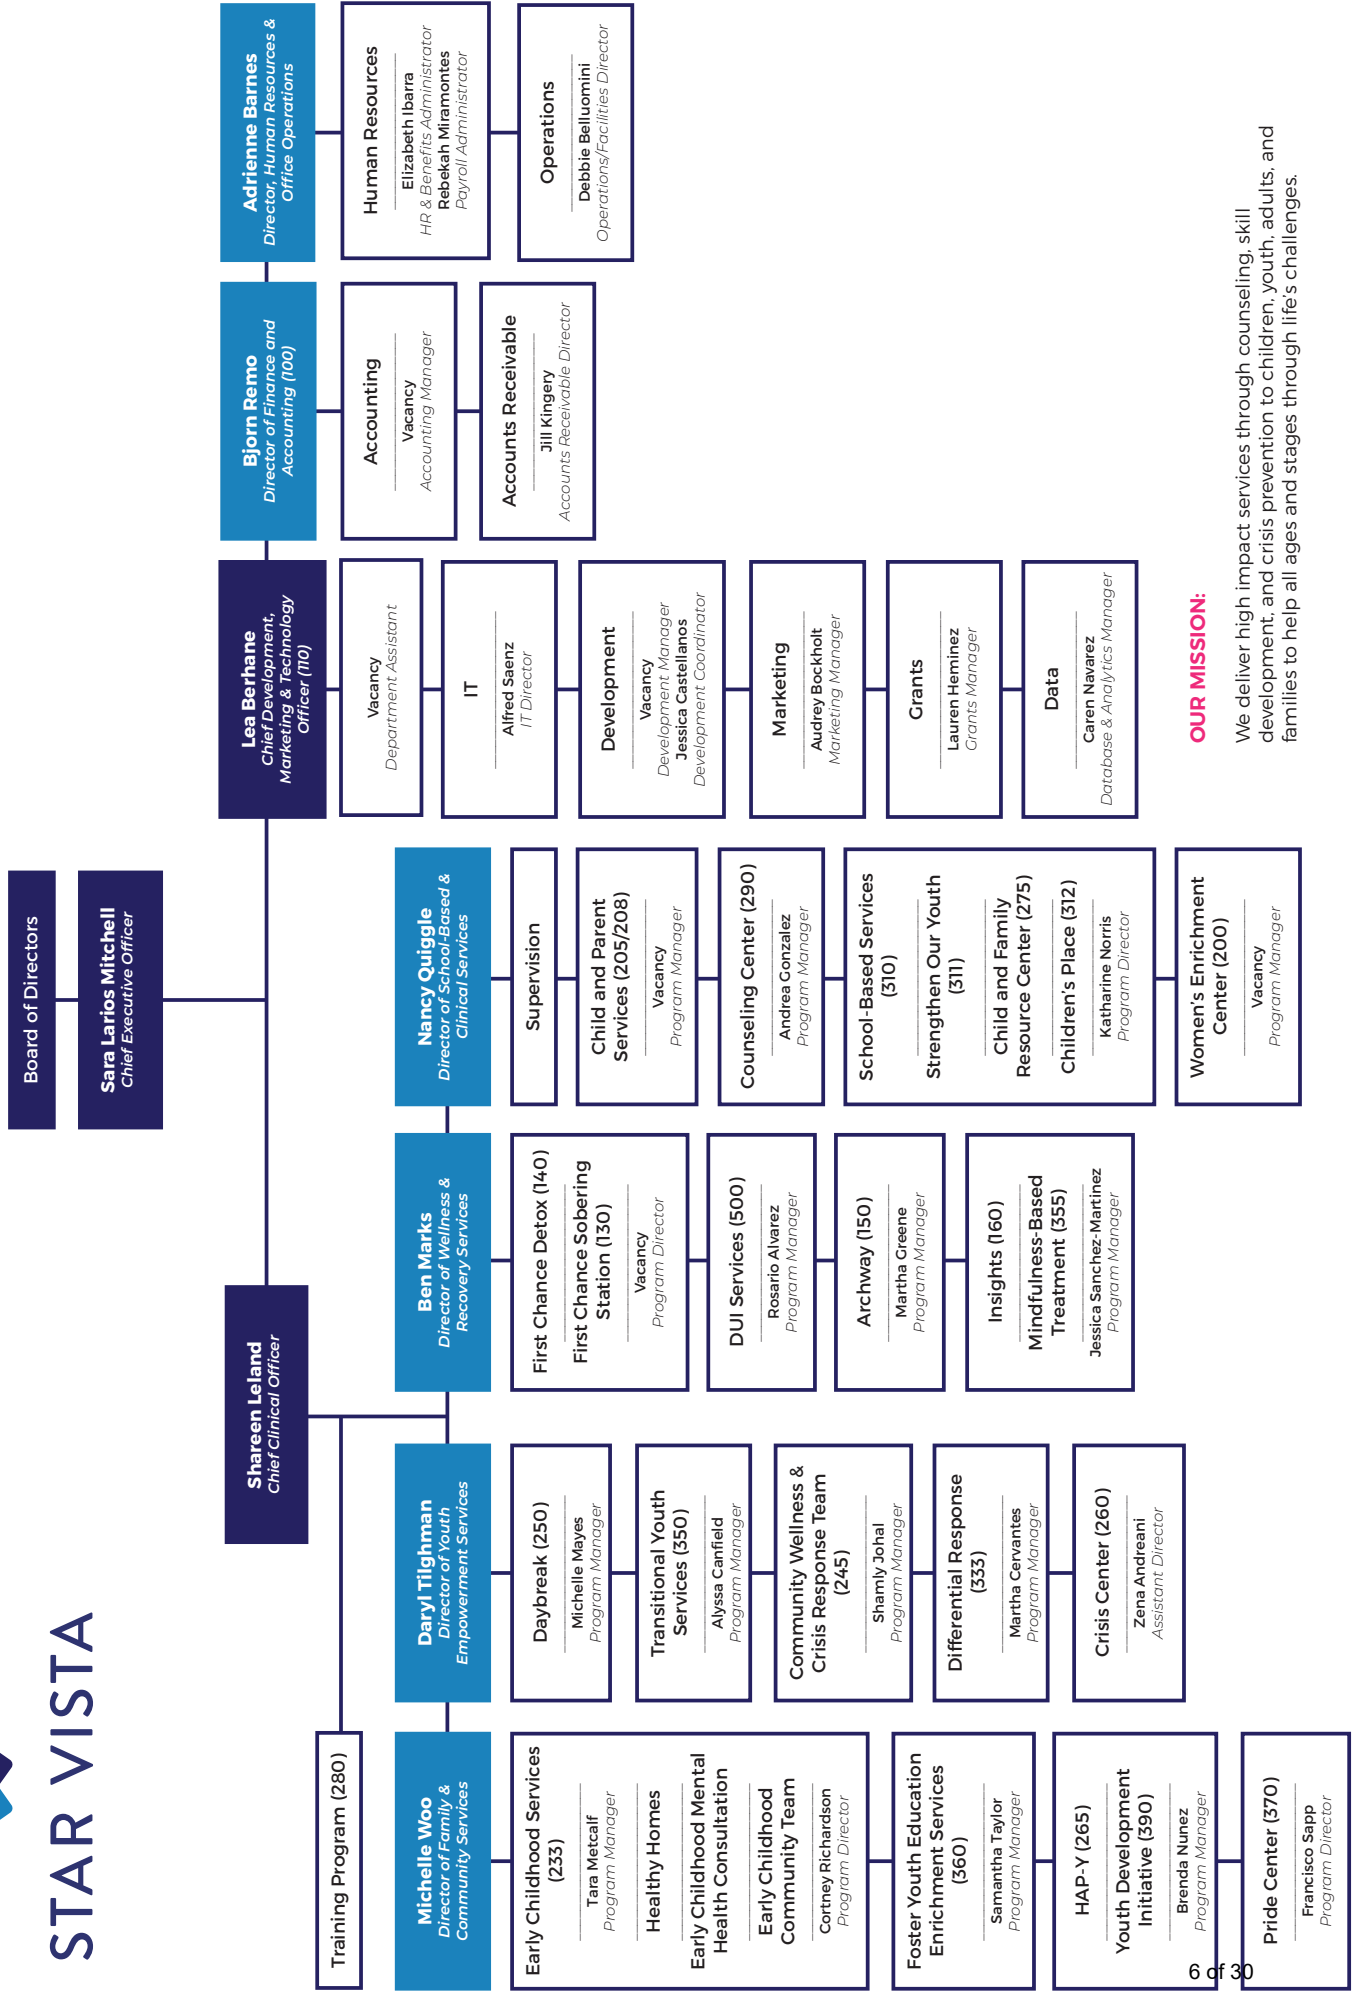 STAR VISTA
Board of Directors
Sara Larios Mitchell
Chief Executive Officer
Shareen Leland
Chief Clinical Officer
Training Program (280)
Michelle Woo
Director of Family &
Community Services
Early Childhood Services
(233)
Tara Metcalf
Program Manager
Healthy Homes
Early Childhood Mental
Health Consultation
Early Childhood
Community Team
Cortney Richardson
Program Director
Foster Youth Education
Enrichment Services
(360)
Samantha Taylor
Program Manager
HAP-Y (265)
Youth Development
Initiative (390)
Brenda Nunez
Program Manager
Pride Center (370)
Francisco Sapp
Program Director
Daryl Tilghman
Director of Youth
Empowerment Services
Daybreak (250)
Michelle Mayes
Program Manager
Transitional Youth
Services (350)
Alyssa Canfield
Program Manager
Community Wellness &
Crisis Response Team
(245)
Shamly Johal
Program Manager
Differential Response
(333)
Martha Cervantes
Program Manager
Crisis Center (260)
Zena Andreani
Assistant Director
Ben Marks
Director of Wellness &
Recovery Services
First Chance Detox (140)
First Chance Sobering
Station (130)
Vacancy
Program Director
DUI Services (500)
Rosario Alvarez
Program Manager
Archway (150)
Martha Greene
Program Manager
Insights (160)
Mindfulness-Based
Treatment (355)
Jessica Sanchez-Martinez
Program Manager
Nancy Quiggle
Director of School-Based &
Clinical Services
Supervision
Child and Parent
Services (205/208)
Vacancy
Program Manager
Counseling Center (290)
Andrea Gonzalez
Program Manager
School-Based Services
(310)
Strengthen Our Youth
(311)
Child and Family
Resource Center (275)
Children's Place (312)
Katharine Norris
Program Director
Women's Enrichment
Center (200)
Vacancy
Program Manager
Lea Berhane
Chief Development,
Marketing & Technology
Officer (110)
Vacancy
Department Assistant
IT
Alfred Saenz
IT Director
Development
Vacancy
Development Manager
Jessica Castellanos
Development Coordinator
Marketing
Audrey Bockholt
Marketing Manager
Grants
Lauren Heminez
Grants Manager
Data
Caren Navarez
Database & Analytics Manager
Bjorn Remo
Director of Finance and
Accounting (100)
Accounting
Vacancy
Accounting Manager
Accounts Receivable
Jill Kingery
Accounts Receivable Director
Adrienne Barnes
Director, Human Resources &
Office Operations
Human Resources
Elizabeth Ibarra
HR & Benefits Administrator
Rebekah Miramontes
Payroll Administrator
Operations
Debbie Belluomini
Operations/Facilities Director
OUR MISSION:
We deliver high impact services through counseling, skill
development, and crisis prevention to children, youth, adults, and
families to help all ages and stages through life's challenges.
6 of 30